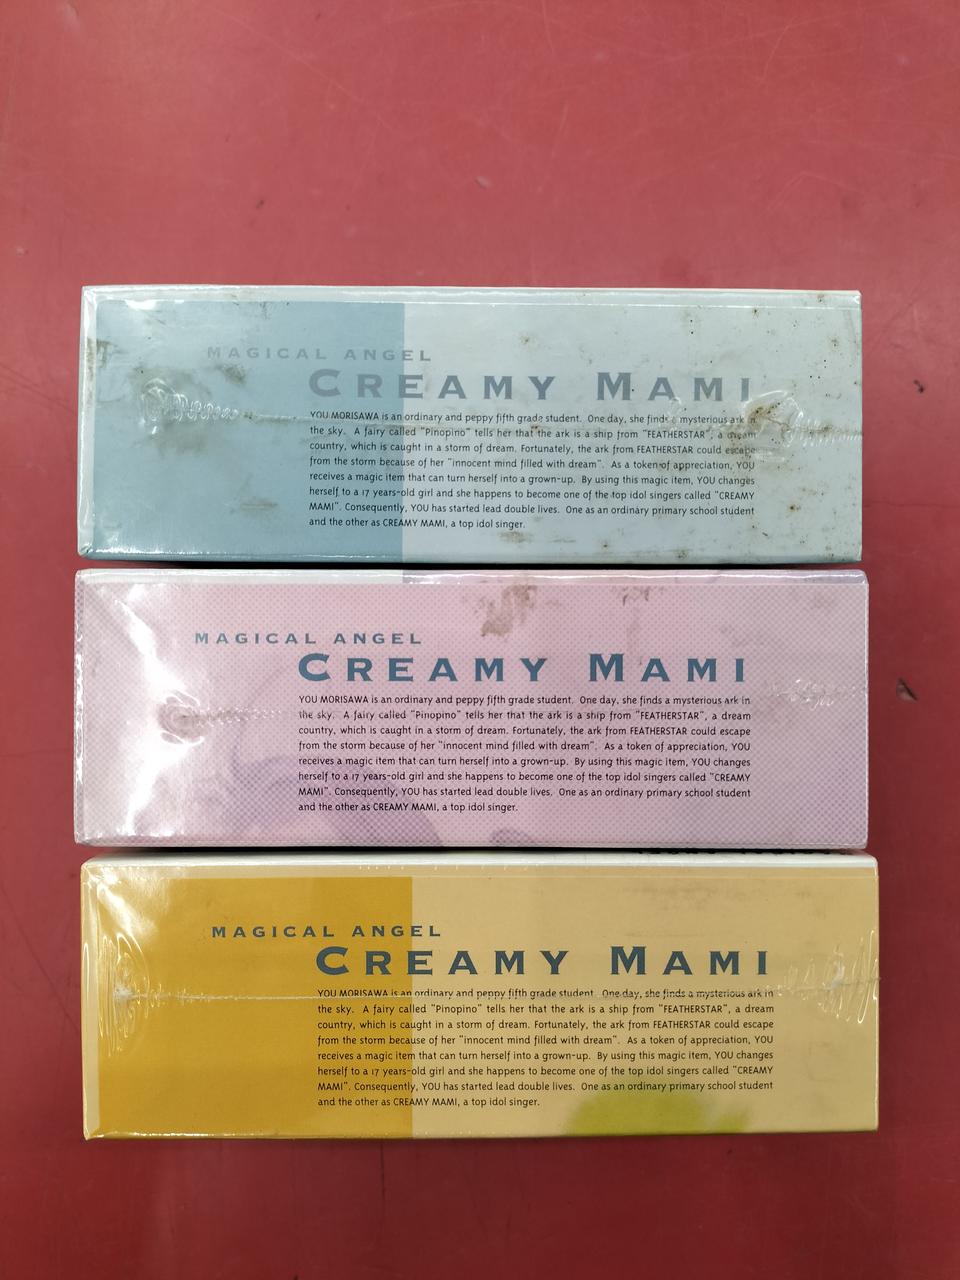 MAGICAL ANGEL
CREAMY MAMI
YOU MORISAWA is an ordinary and peppy fifth grade student. One day, she finds a mysterious ark in
the sky. A fairy called "Pinopino" tells her that the ark is a ship from "FEATHERSTAR", a dream
country, which is caught in a storm of dream. Fortunately, the ark from FEATHERSTAR could escape
from the storm because of her "innocent mind filled with dream". As a token of appreciation, YOU
receives a magic item that can turn herself into a grown-up. By using this magic item, YOU changes
herself to a 17 years-old girl and she happens to become one of the top idol singers called "CREAMY
MAMI". Consequently, YOU has started lead double lives. One as an ordinary primary school student
and the other as CREAMY MAMI, a top idol singer.
MAGICAL ANGEL
CREAMY MAMI
YOU MORISAWA is an ordinary and peppy fifth grade student. One day, she finds a mysterious ark in
the sky. A fairy called "Pinopino" tells her that the ark is a ship from "FEATHERSTAR", a dream
country, which is caught in a storm of dream. Fortunately, the ark from FEATHERSTAR could escape
from the storm because of her "innocent mind filled with dream". As a token of appreciation, YOU
receives a magic item that can turn herself into a grown-up. By using this magic item, YOU changes
herself to a 17 years-old girl and she happens to become one of the top idol singers called "CREAMY
MAMI". Consequently, YOU has started lead double lives. One as an ordinary primary school student
and the other as CREAMY MAMI, a top idol singer.
MAGICAL ANGEL
CREAMY MAMI
YOU MORISAWA is an ordinary and peppy fifth grade student. One day, she finds a mysterious ark in
the sky. A fairy called "Pinopino" tells her that the ark is a ship from "FEATHERSTAR", a dream
country, which is caught in a storm of dream. Fortunately, the ark from FEATHERSTAR could escape
from the storm because of her "innocent mind filled with dream". As a token of appreciation, YOU
receives a magic item that can turn herself into a grown-up. By using this magic item, YOU changes
herself to a 17 years-old girl and she happens to become one of the top idol singers called "CREAMY
MAMI". Consequently, YOU has started lead double lives. One as an ordinary primary school student
and the other as CREAMY MAMI, a top idol singer.